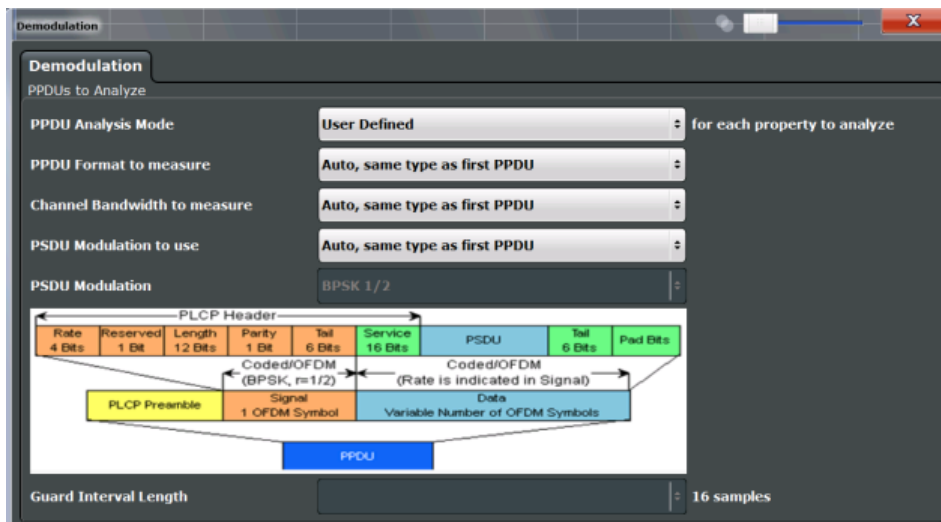 Demodulation
Demodulation
PPDUs to Analyze
PPDU Analysis Mode User Defined for each property to analyze
PPDU Format to measure Auto, same type as first PPDU
Channel Bandwidth to measure Auto, same type as first PPDU
PSDU Modulation to use Auto, same type as first PPDU
PSDU Modulation BPSK 1/2
PLCP Header
Rate Reserved Length Parity Tail Service PSDU Tail Pad Bits
4 Bits 1 Bit 12 Bits 1 Bit 6 Bits 16 Bits 6 Bits
Coded/OFDM Coded/OFDM
(BPSK, r=1/2) (Rate is indicated in Signal)
PLCP Preamble Signal Data
1 OFDM Symbol Variable Number of OFDM Symbols
PPDU
Guard Interval Length 16 samples